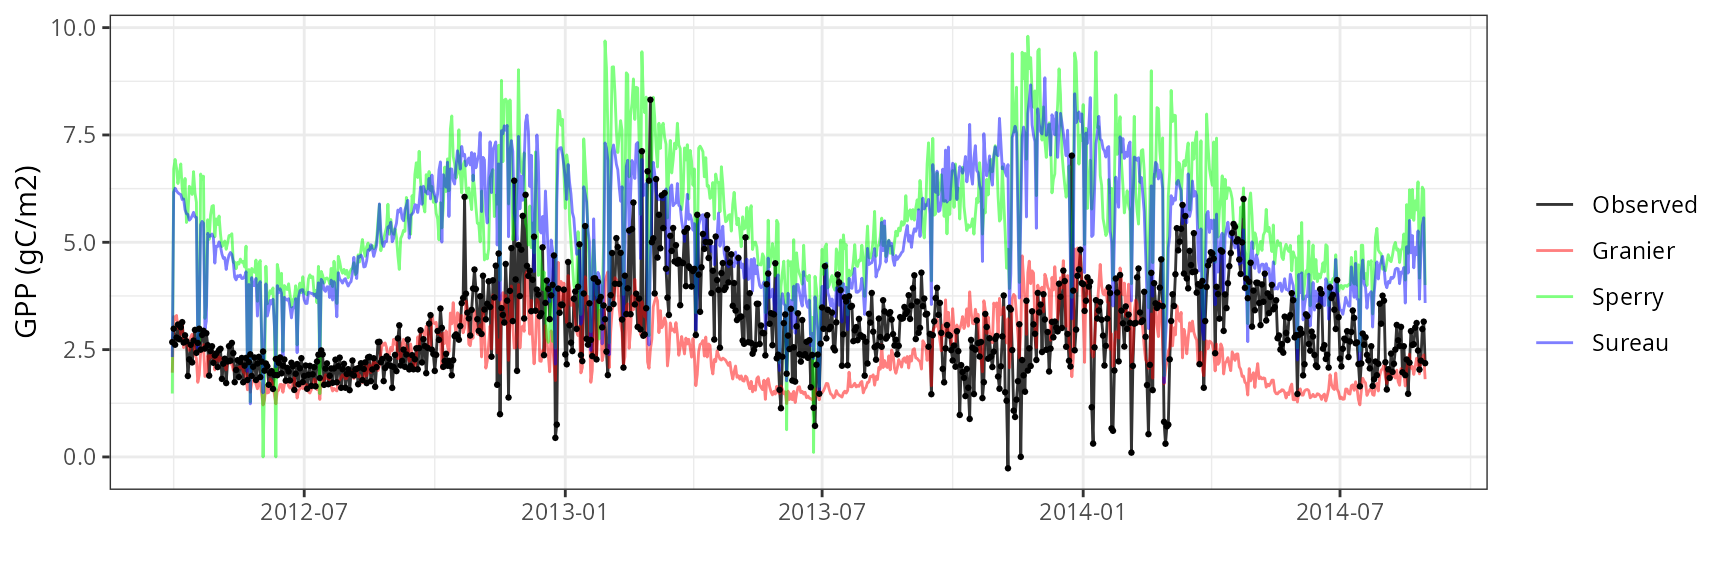 GPP (gC/m2)
10.0
7.5
5.0
2.5
0.0
2012-07
2013-01
2013-07
2014-01
2014-07
Observed
Granier
Sperry
Sureau